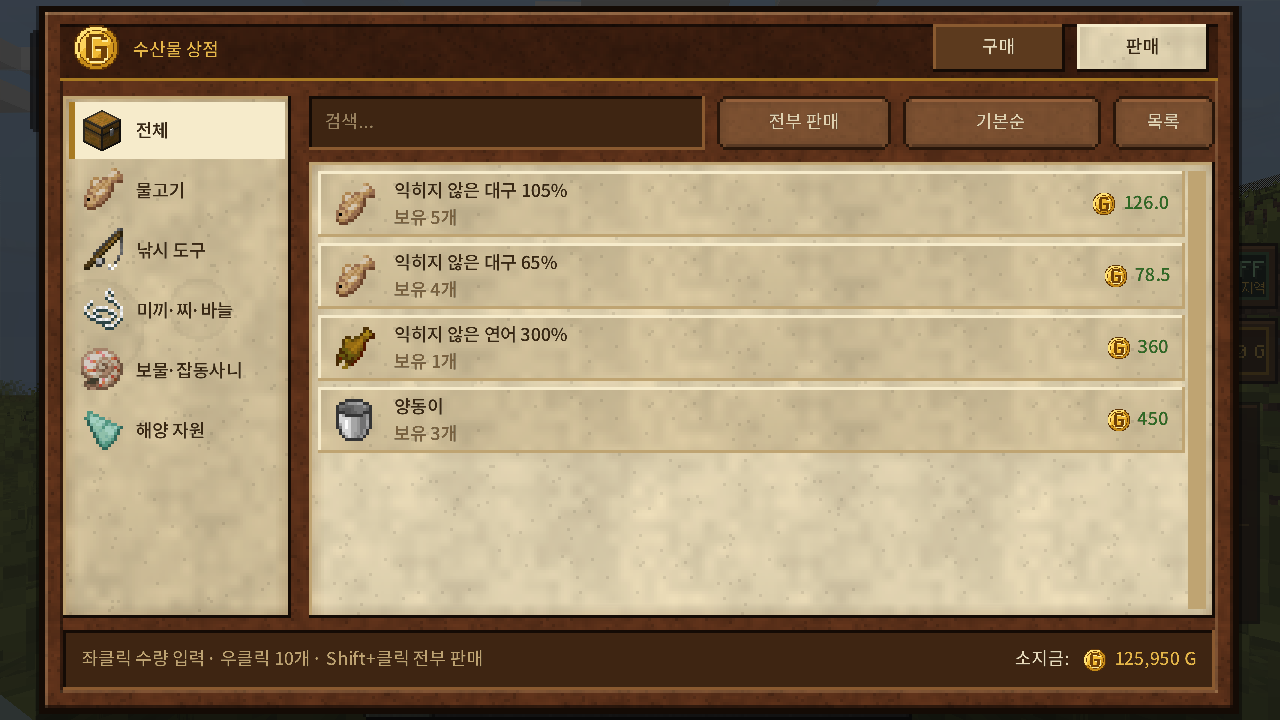 수산물 상점
구매
판매
전체
물고기
낚시 도구
미끼·찌·바늘
보물·잡동사니
해양 자원
검색...
전부 판매
기본순
목록
익히지 않은 대구 105%
보유 5개
126.0
익히지 않은 대구 65%
보유 4개
78.5
익히지 않은 연어 300%
보유 1개
360
양동이
보유 3개
450
FF
지역
G
좌클릭 수량 입력 · 우클릭 10개 · Shift+클릭 전부 판매
소지금:
125,950 G